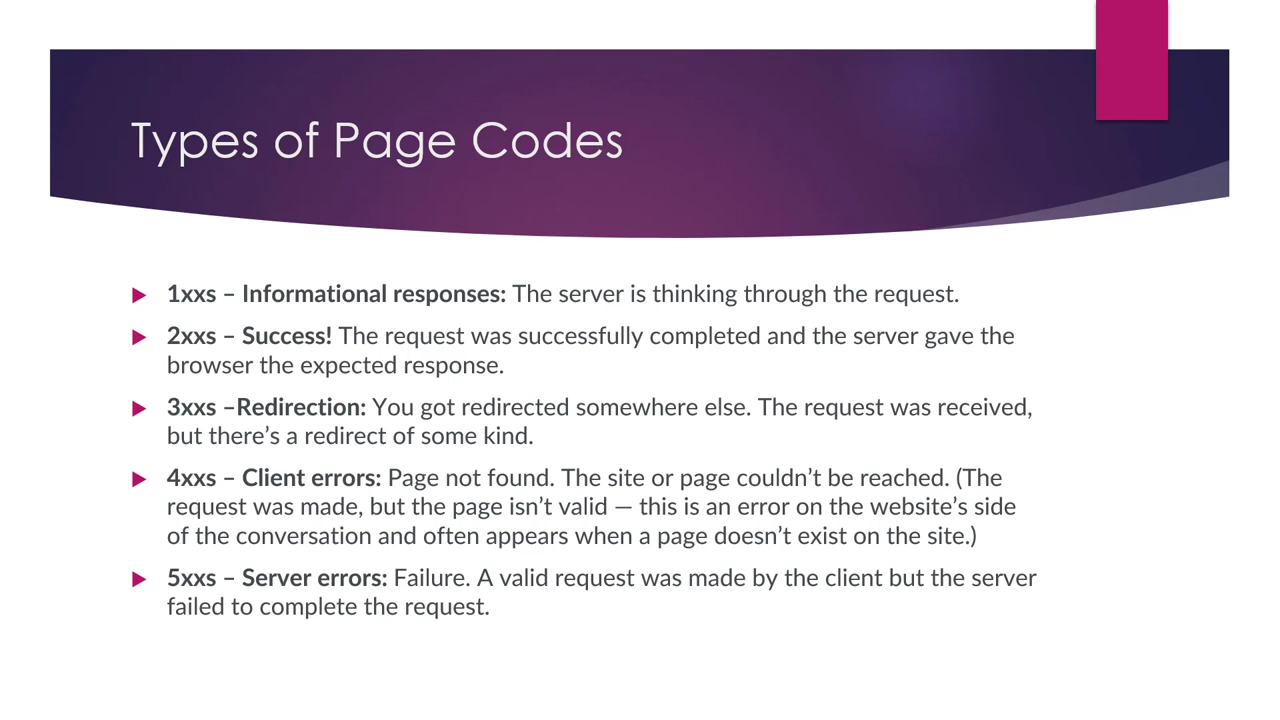 Types of Page Codes
1xxs – Informational responses: The server is thinking through the request.
2xxs – Success! The request was successfully completed and the server gave the
browser the expected response.
3xxs –Redirection: You got redirected somewhere else. The request was received,
but there’s a redirect of some kind.
4xxs – Client errors: Page not found. The site or page couldn’t be reached. (The
request was made, but the page isn’t valid — this is an error on the website’s side
of the conversation and often appears when a page doesn’t exist on the site.)
5xxs – Server errors: Failure. A valid request was made by the client but the server
failed to complete the request.